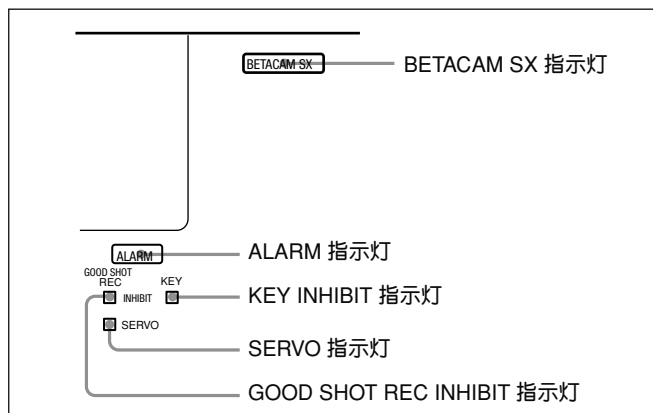 BETACAM SX
BETACAM SX 指示灯
ALARM
ALARM 指示灯
GOOD SHOT
REC
KEY
INHIBIT
KEY INHIBIT 指示灯
SERVO
SERVO 指示灯
GOOD SHOT REC INHIBIT 指示灯